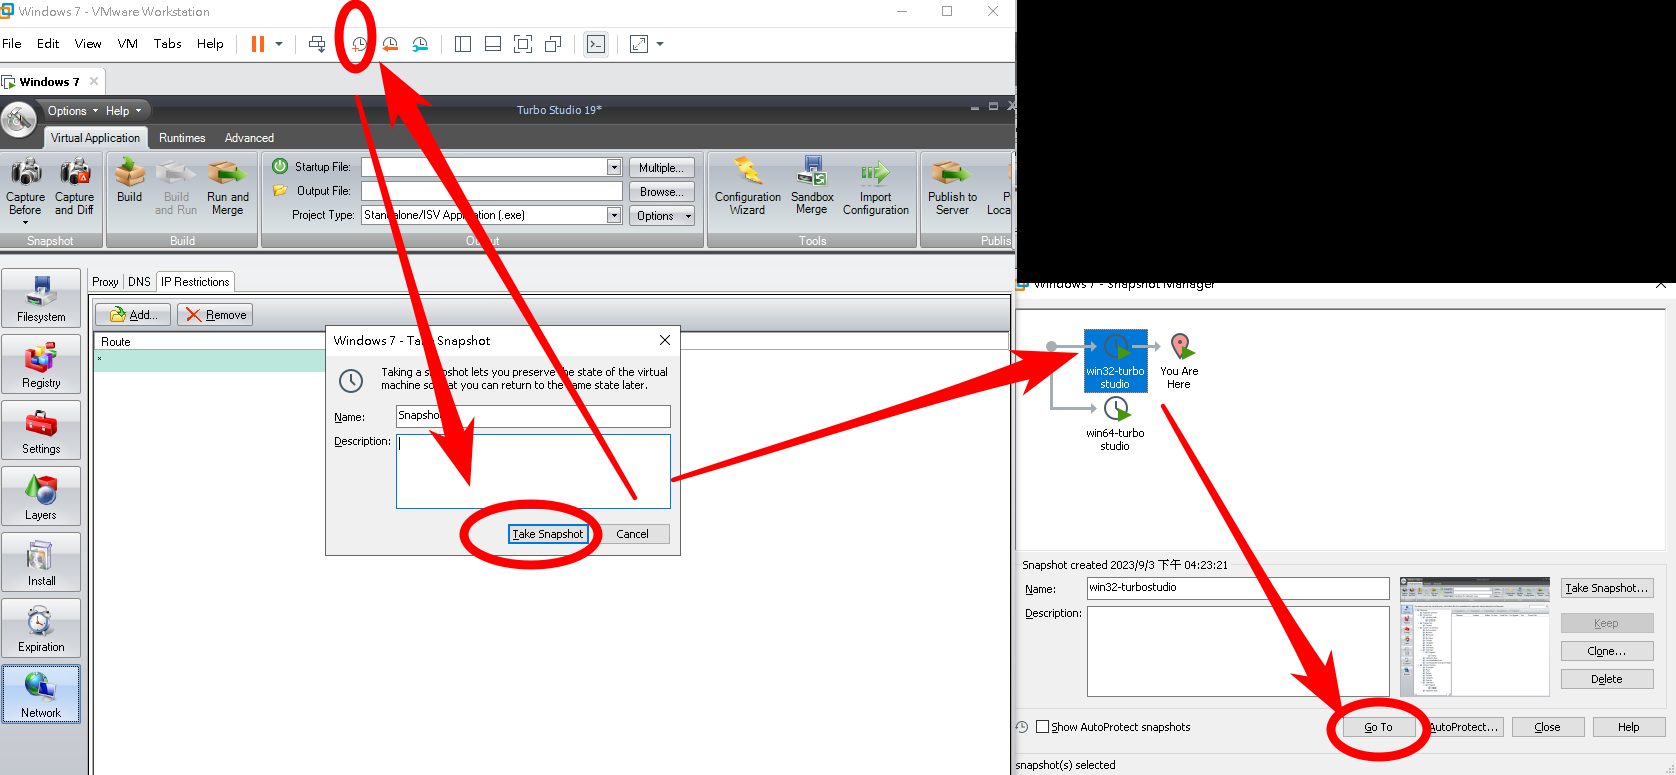 Windows 7 - VMware Workstation
File Edit View VM Tabs Help
Windows 7
Options Help
Turbo Studio 19*
Virtual Application Runtimes Advanced
Capture Before
Capture and Diff
Snapshot
Build
Build and Run
Run and Merge
Build
Startup File:
Multiple...
Output File:
Browse...
Project Type: Standalone/ISV Application (.exe)
Options
Output
Configuration Wizard
Sandbox Merge
Import Configuration
Tools
Publish to Server
P
Loca
Publis
Filesystem
Registry
Settings
Layers
Install
Expiration
Network
Proxy DNS IP Restrictions
Add... Remove
Route
*
Windows 7 - Take Snapshot
Taking a snapshot lets you preserve the state of the virtual
machine so that you can return to the same state later.
Name: Snapshot
Description:
Take Snapshot Cancel
Windows 7 - Snapshot Manager
win32-turbo
studio
You Are
Here
win64-turbo
studio
Snapshot created 2023/9/3 下午 04:23:21
Name: win32-turbostudio
Description:
Take Snapshot...
Keep
Clone...
Delete
Show AutoProtect snapshots
Go To
AutoProtect...
Close
Help
snapshot(s) selected